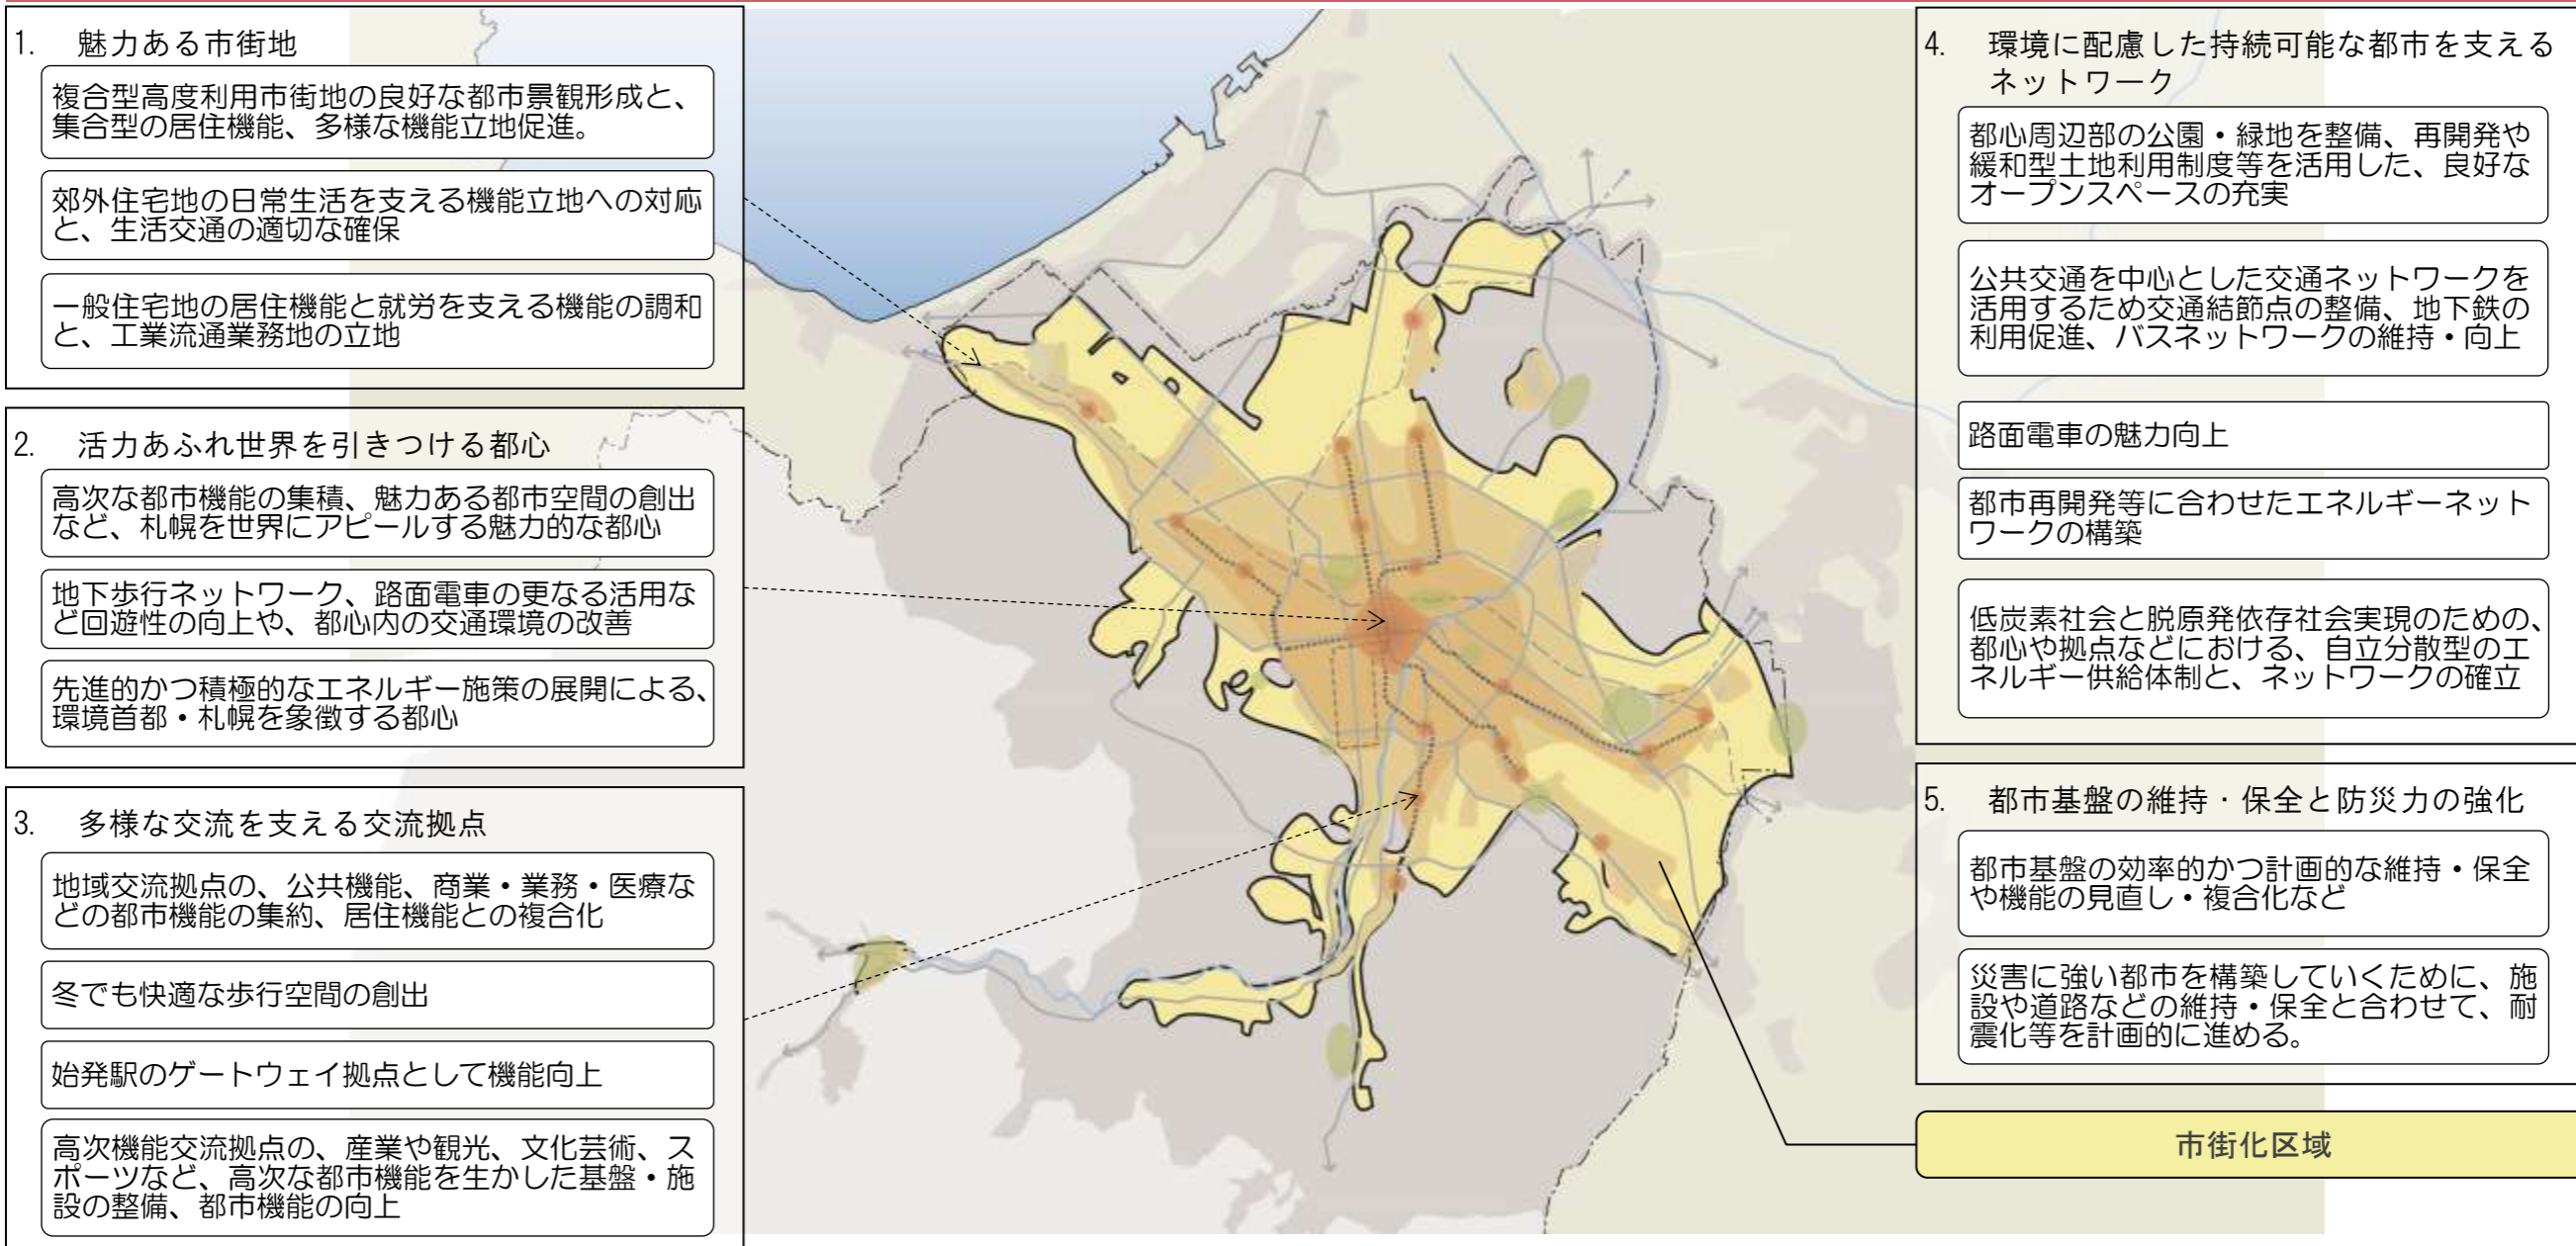 1. 魅力ある市街地
複合型高度利用市街地の良好な都市景観形成と、
集合型の居住機能、多様な機能立地促進。
郊外住宅地の日常生活を支える機能立地への対応
と、生活交通の適切な確保
一般住宅地の居住機能と就労を支える機能の調和
と、工業流通業務地の立地
2. 活力あふれ世界を引きつける都心
高次な都市機能の集積、魅力ある都市空間の創出
など、札幌を世界にアピールする魅力的な都心
地下歩行ネットワーク、路面電車の更なる活用な
ど回遊性の向上や、都心内の交通環境の改善
先進的かつ積極的なエネルギー施策の展開による、
環境首都・札幌を象徴する都心
3. 多様な交流を支える交流拠点
地域交流拠点の、公共機能、商業・業務・医療な
どの都市機能の集約、居住機能との複合化
冬でも快適な歩行空間の創出
始発駅のゲートウェイ拠点として機能向上
高次機能交流拠点の、産業や観光、文化芸術、ス
ポーツなど、高次な都市機能を生かした基盤・施
設の整備、都市機能の向上
4. 環境に配慮した持続可能な都市を支える
ネットワーク
都心周辺部の公園・緑地を整備、再開発や
緩和型土地利用制度等を活用した、良好な
オープンスペースの充実
公共交通を中心とした交通ネットワークを
活用するため交通結節点の整備、地下鉄の
利用促進、バスネットワークの維持・向上
路面電車の魅力向上
都市再開発等に合わせたエネルギーネット
ワークの構築
低炭素社会と脱原発依存社会実現のための、
都心や拠点などにおける、自立分散型のエ
ネルギー供給体制と、ネットワークの確立
5. 都市基盤の維持・保全と防災力の強化
都市基盤の効率的かつ計画的な維持・保全
や機能の見直し・複合化など
災害に強い都市を構築していくために、施
設や道路などの維持・保全と合わせて、耐
震化等を計画的に進める。
市街化区域